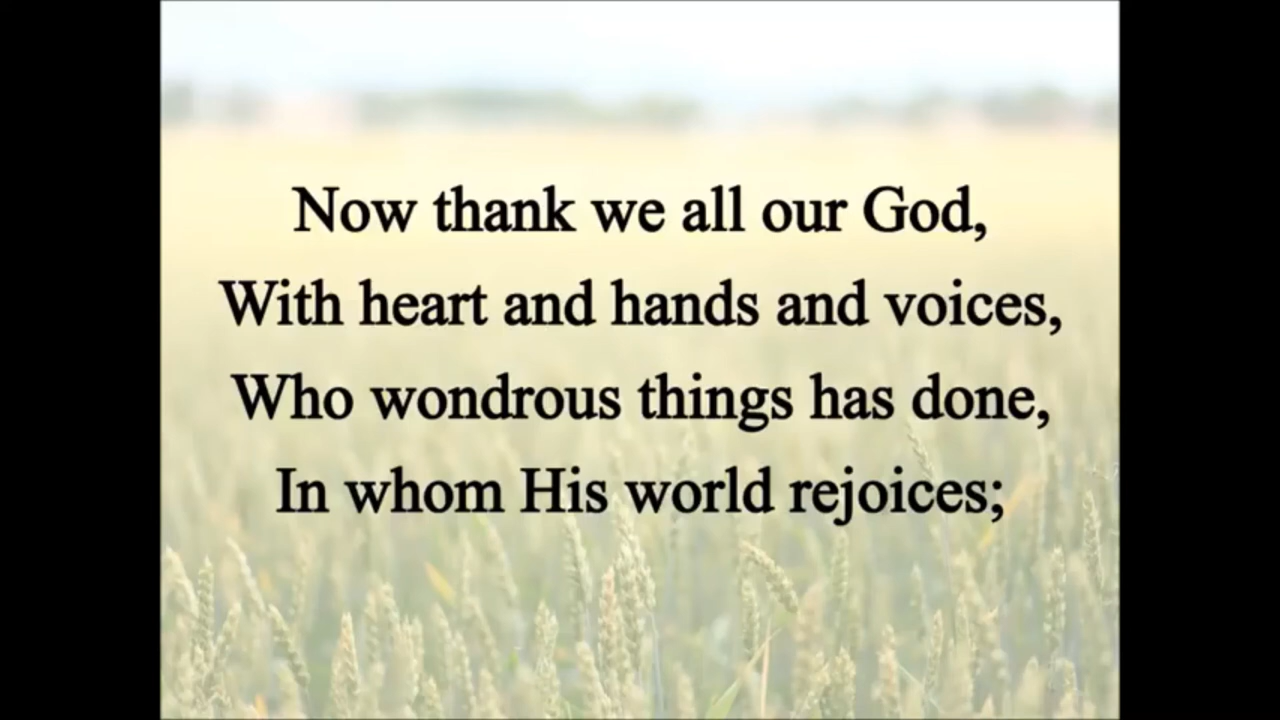 Now thank we all our God,
With heart and hands and voices,
Who wondrous things has done,
In whom His world rejoices;